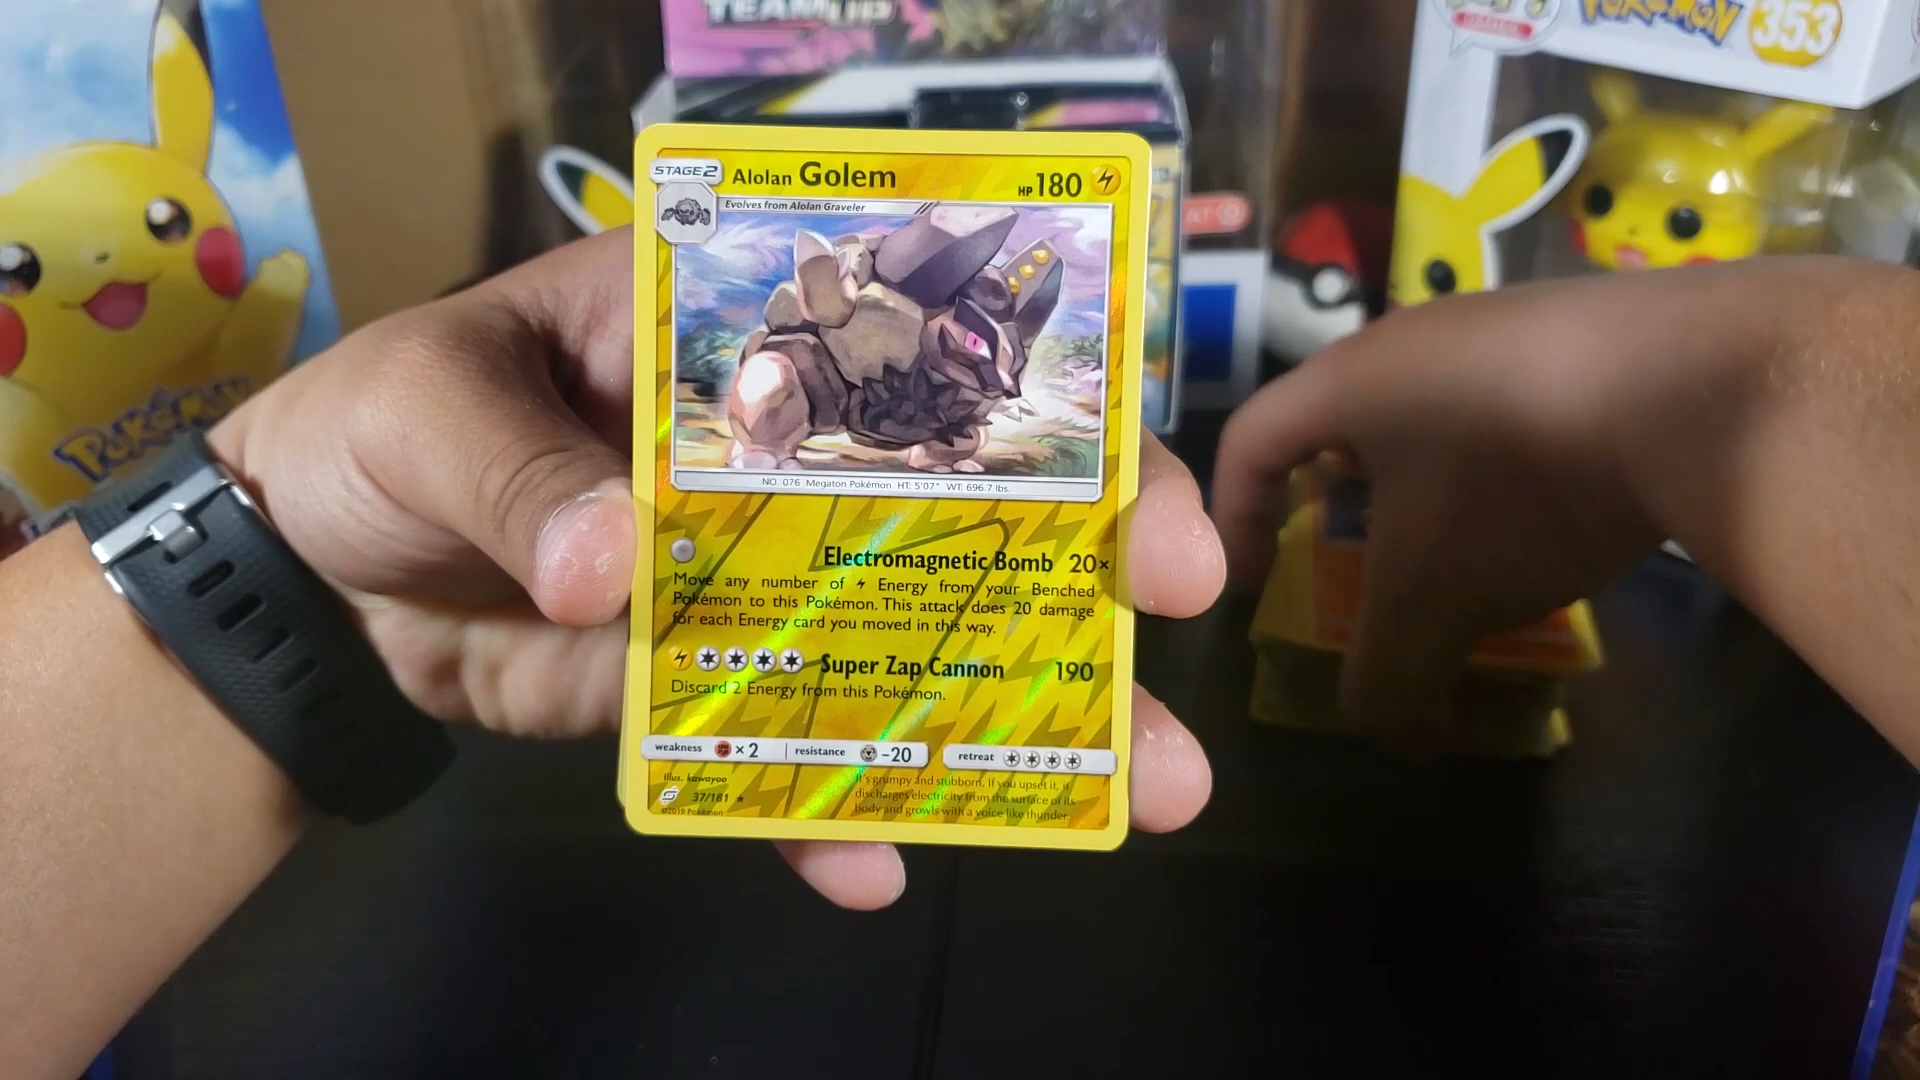 TEAM UP
POKÉMON 353
POKÉMON
STAGE 2
Alolan Golem
HP 180
Evolves from Alolan Graveler
NO. 076 Megaton Pokémon HT: 5'07" WT: 696.7 lbs.
Electromagnetic Bomb 20×
Move any number of Energy from your Benched
Pokémon to this Pokémon. This attack does 20 damage
for each Energy card you moved in this way.
Super Zap Cannon 190
Discard 2 Energy from this Pokémon.
weakness ×2 resistance -20 retreat
Illus. kawayoo
37/181 ★
©2019 Pokémon
It's grumpy and stubborn. If you upset it, it
discharges electricity from the surface of its
body and growls with a voice like thunder.